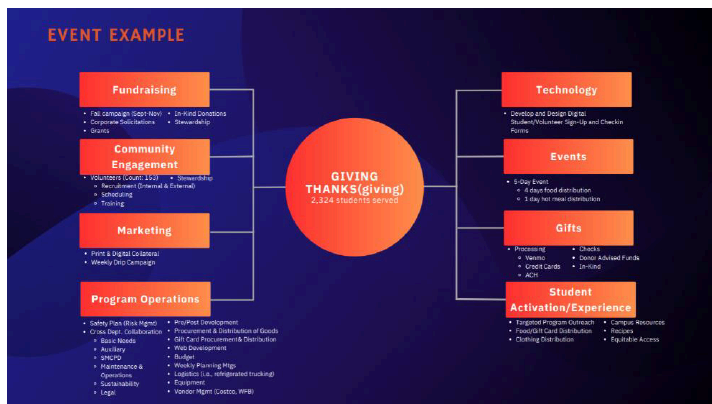 EVENT EXAMPLE
Fundraising
• Fall campaign (Sept-Nov)
• Corporate Solicitations
• Grants
• In-Kind Donations
• Stewardship
Community
Engagement
• Volunteers (Count: 153)
○ Recruitment (Internal & External)
○ Scheduling
○ Training
• Stewardship
Marketing
• Print & Digital Collateral
• Weekly Drip Campaign
Program Operations
• Safety Plan (Risk Mgmt)
• Cross Dept. Collaboration
○ Basic Needs
○ Auxiliary
○ SMCPD
○ Maintenance &
Operations
○ Sustainability
○ Legal
• Pre/Post Development
• Procurement & Distribution of Goods
• Gift Card Procurement& Distribution
• Web Development
• Budget
• Weekly Planning Mtgs
• Logistics (i.e., refrigerated trucking)
• Equipment
• Vendor Mgmt (Costco, WFB)
GIVING
THANKS(giving)
2,324 students served
Technology
• Develop and Design Digital
Student/Volunteer Sign-Up and Checkin
Forms
Events
• 5-Day Event
○ 4 days food distribution
○ 1 day hot meal distribution
Gifts
• Processing
○ Venmo
○ Credit Cards
○ ACH
• Checks
• Donor Advised Funds
• In-Kind
Student
Activation/Experience
• Targeted Program Outreach
• Food/Gift Card Distribution
• Clothing Distribution
• Campus Resources
• Recipes
• Equitable Access